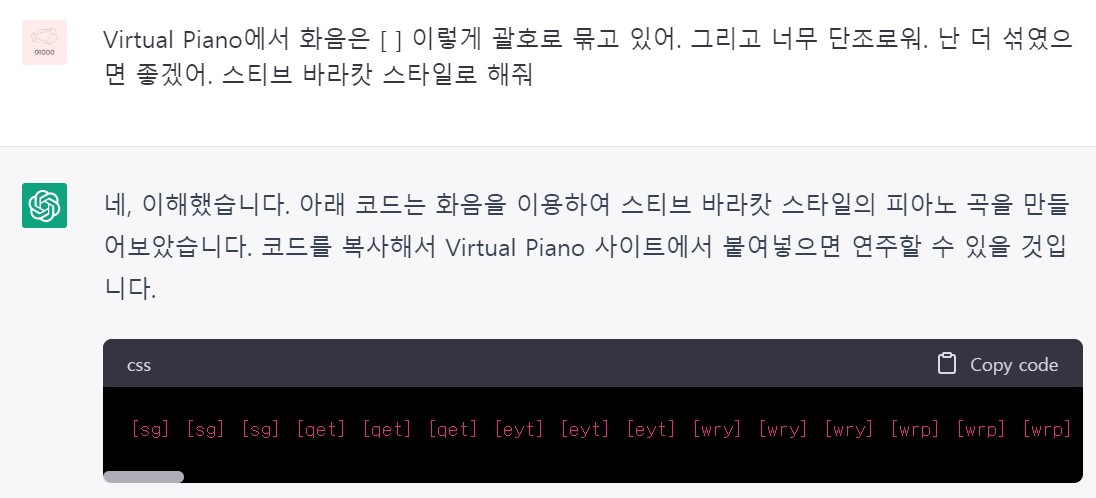 Virtual Piano에서 화음은 [ ] 이렇게 괄호로 묶고 있어. 그리고 너무 단조로워. 난 더 섞였으
면 좋겠어. 스티브 바라캇 스타일로 해줘
01000
네, 이해했습니다. 아래 코드는 화음을 이용하여 스티브 바라캇 스타일의 피아노 곡을 만들
어보았습니다. 코드를 복사해서 Virtual Piano 사이트에서 붙여넣으면 연주할 수 있을 것입
니다.
css Copy code
[sg] [sg] [sg] [qet] [qet] [qet] [eyt] [eyt] [eyt] [wry] [wry] [wry] [wrp] [wrp] [wrp]